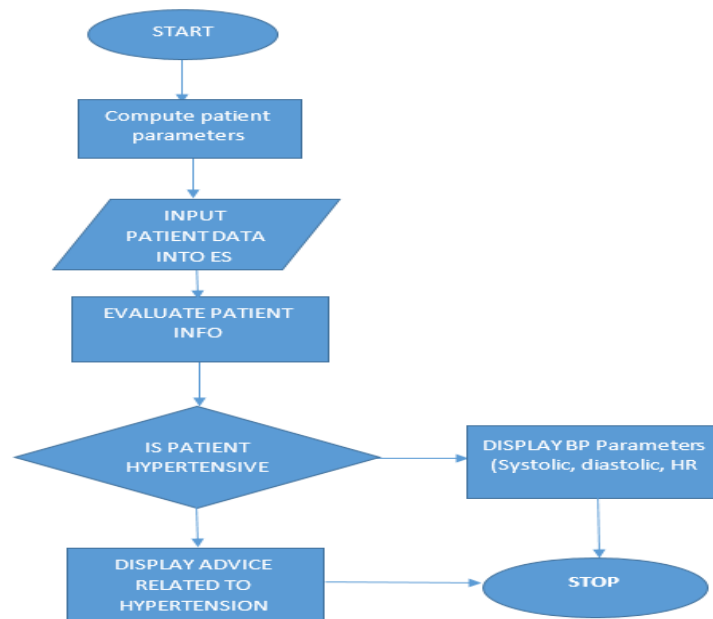 START
Compute patient
parameters
INPUT
PATIENT DATA
INTO ES
EVALUATE PATIENT
INFO
IS PATIENT
HYPERTENSIVE
DISPLAY BP Parameters
(Systolic, diastolic, HR
DISPLAY ADVICE
RELATED TO
HYPERTENSION
STOP